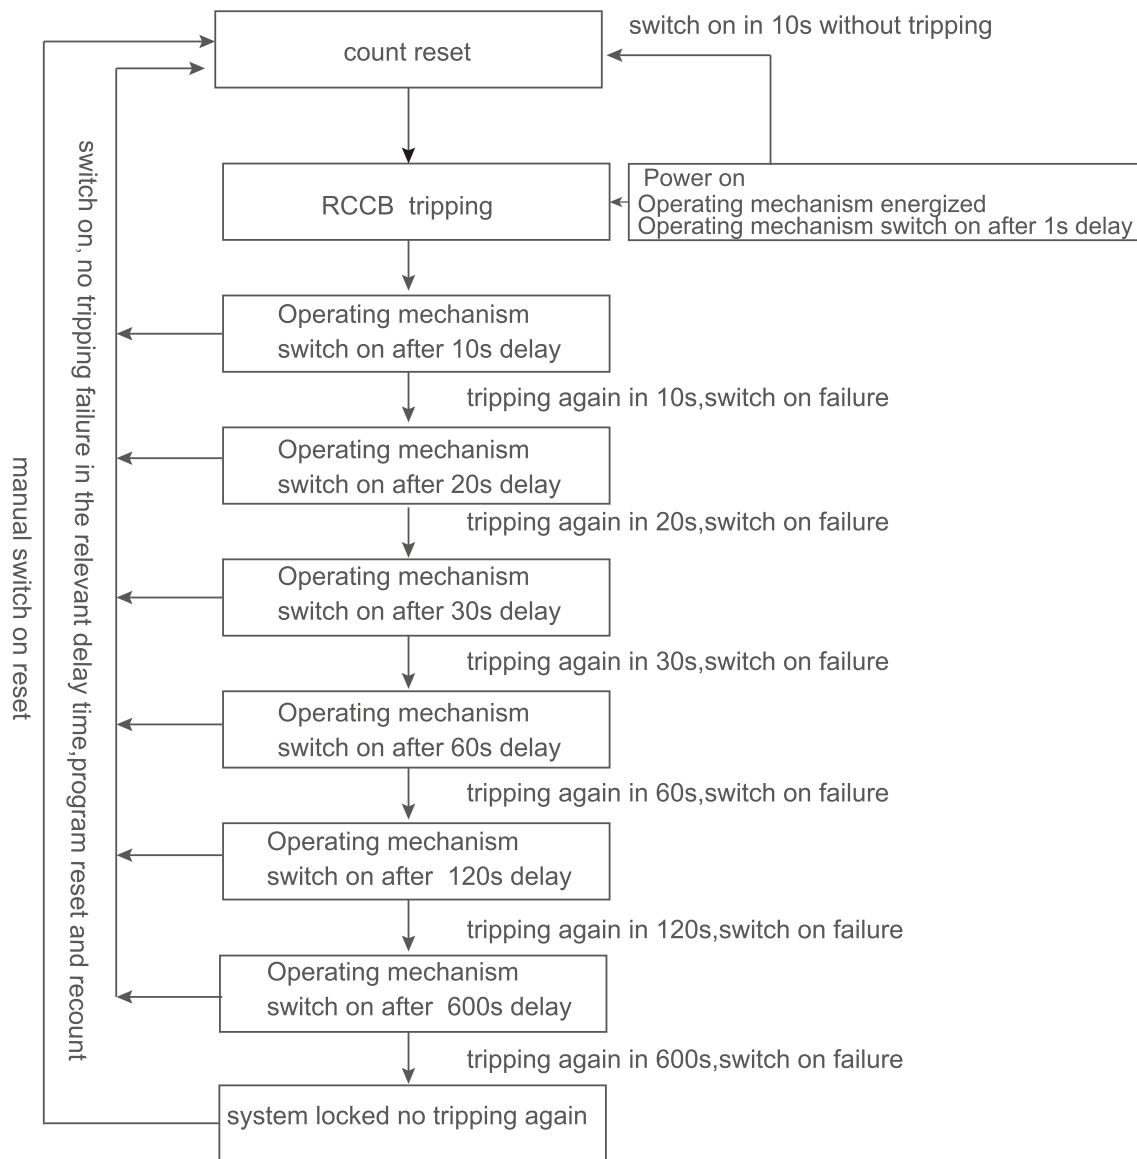 switch on in 10s without tripping
count reset
RCCB  tripping
Power on
Operating mechanism energized
Operating mechanism switch on after 1s delay
Operating mechanism
switch on after 10s delay
tripping again in 10s,switch on failure
Operating mechanism
switch on after 20s delay
tripping again in 20s,switch on failure
Operating mechanism
switch on after 30s delay
tripping again in 30s,switch on failure
Operating mechanism
switch on after 60s delay
tripping again in 60s,switch on failure
Operating mechanism
switch on after  120s delay
tripping again in 120s,switch on failure
Operating mechanism
switch on after  600s delay
tripping again in 600s,switch on failure
system locked no tripping again
switch on, no tripping failure in the relevant delay time,program reset and recount
manual switch on reset